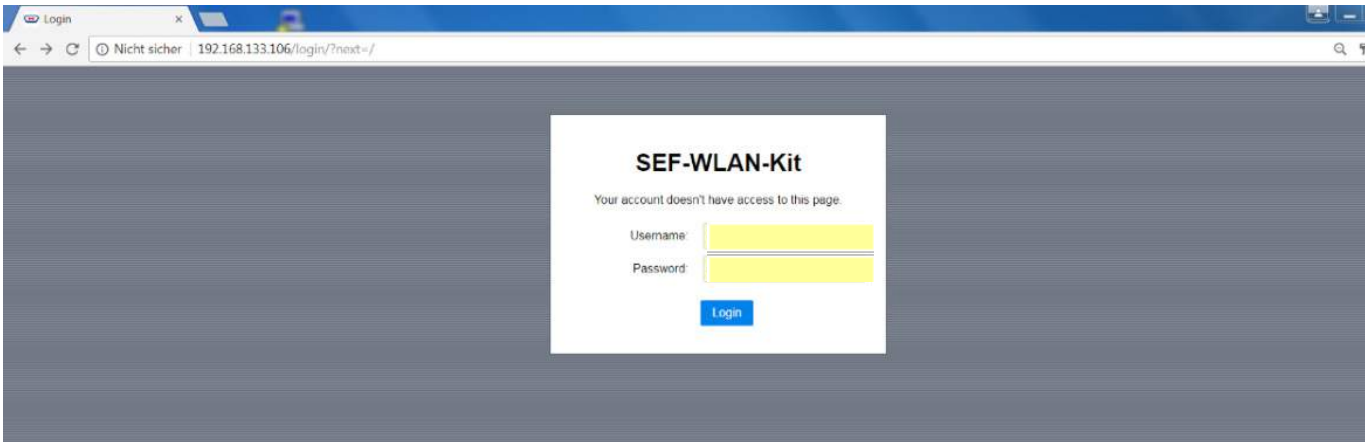 Login
Nicht sicher 192.168.133.106/login/?next=/
SEF-WLAN-Kit
Your account doesn't have access to this page.
Username:
Password:
Login